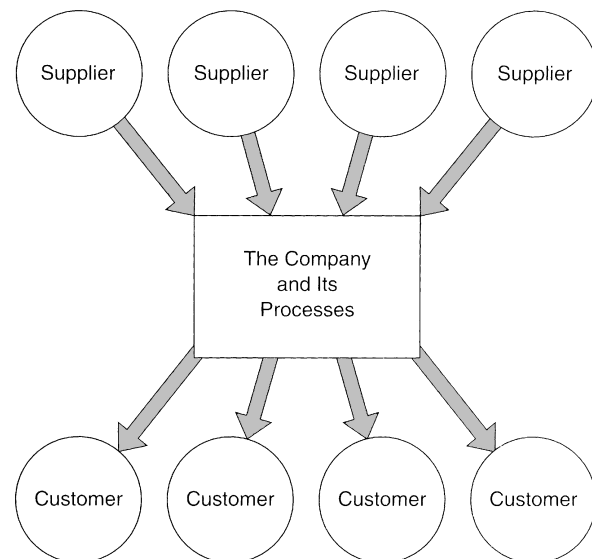 Supplier
Supplier
Supplier
Supplier
The Company
and Its
Processes
Customer
Customer
Customer
Customer